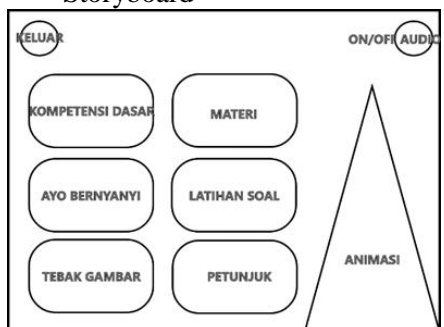 Storyboard
KELUAR
ON/OFF AUDIO
KOMPETENSI DASAR
MATERI
AYO BERNYANYI
LATIHAN SOAL
TEBAK GAMBAR
PETUNJUK
ANIMASI